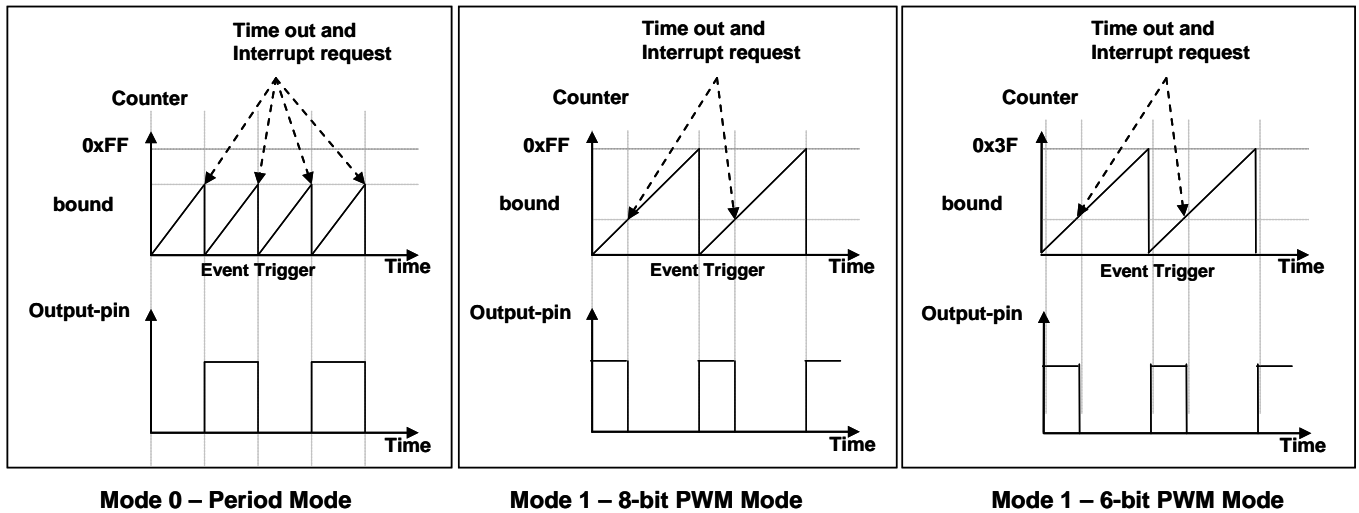 Time out and
Interrupt request
Counter
0xFF
bound
Event Trigger
Time
Output-pin
Time
Mode 0 – Period Mode
Time out and
Interrupt request
Counter
0xFF
bound
Event Trigger
Time
Output-pin
Time
Mode 1 – 8-bit PWM Mode
Time out and
Interrupt request
Counter
0x3F
bound
Event Trigger
Time
Output-pin
Time
Mode 1 – 6-bit PWM Mode